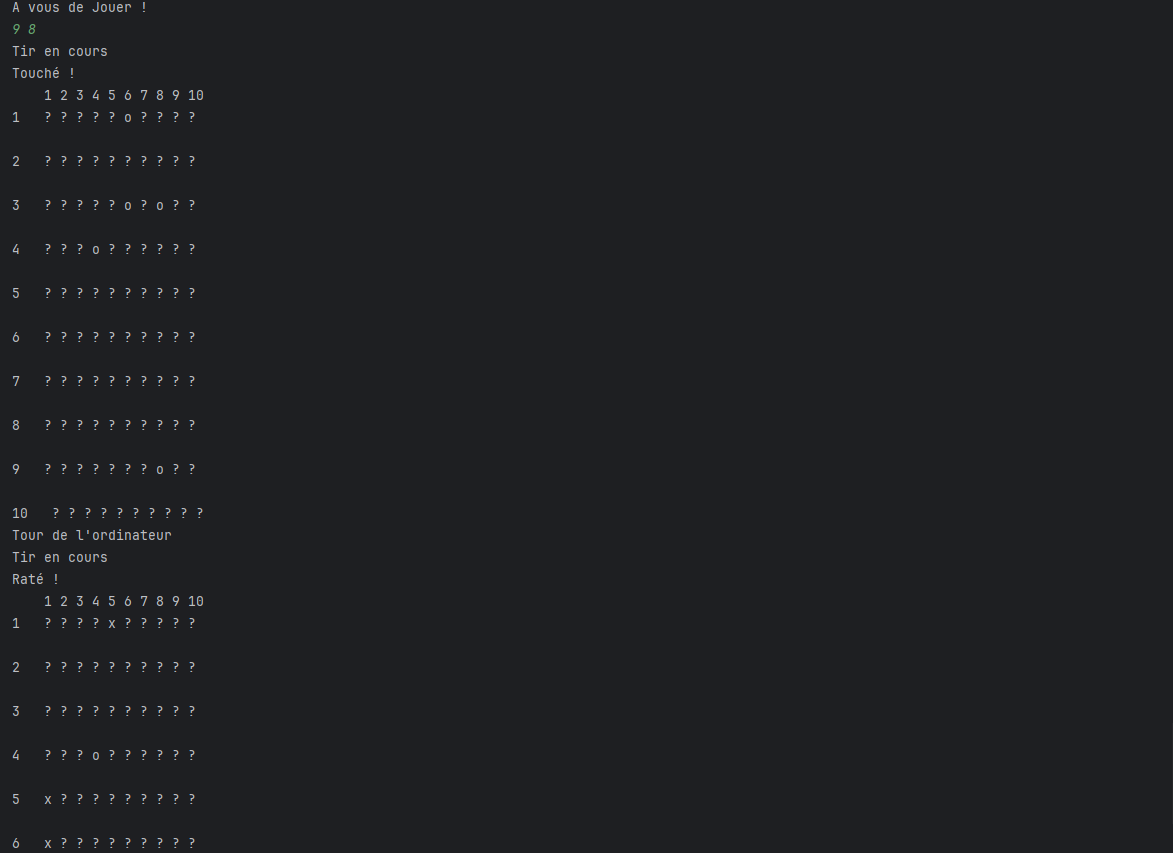 A vous de Jouer !
9 8
Tir en cours
Touché !
1 2 3 4 5 6 7 8 9 10
1 ? ? ? ? ? o ? ? ? ?
2 ? ? ? ? ? ? ? ? ? ?
3 ? ? ? ? ? o ? o ? ?
4 ? ? ? o ? ? ? ? ? ?
5 ? ? ? ? ? ? ? ? ? ?
6 ? ? ? ? ? ? ? ? ? ?
7 ? ? ? ? ? ? ? ? ? ?
8 ? ? ? ? ? ? ? ? ? ?
9 ? ? ? ? ? ? ? o ? ?
10 ? ? ? ? ? ? ? ? ? ?
Tour de l'ordinateur
Tir en cours
Raté !
1 2 3 4 5 6 7 8 9 10
1 ? ? ? ? x ? ? ? ? ?
2 ? ? ? ? ? ? ? ? ? ?
3 ? ? ? ? ? ? ? ? ? ?
4 ? ? ? o ? ? ? ? ? ?
5 x ? ? ? ? ? ? ? ? ?
6 x ? ? ? ? ? ? ? ? ?